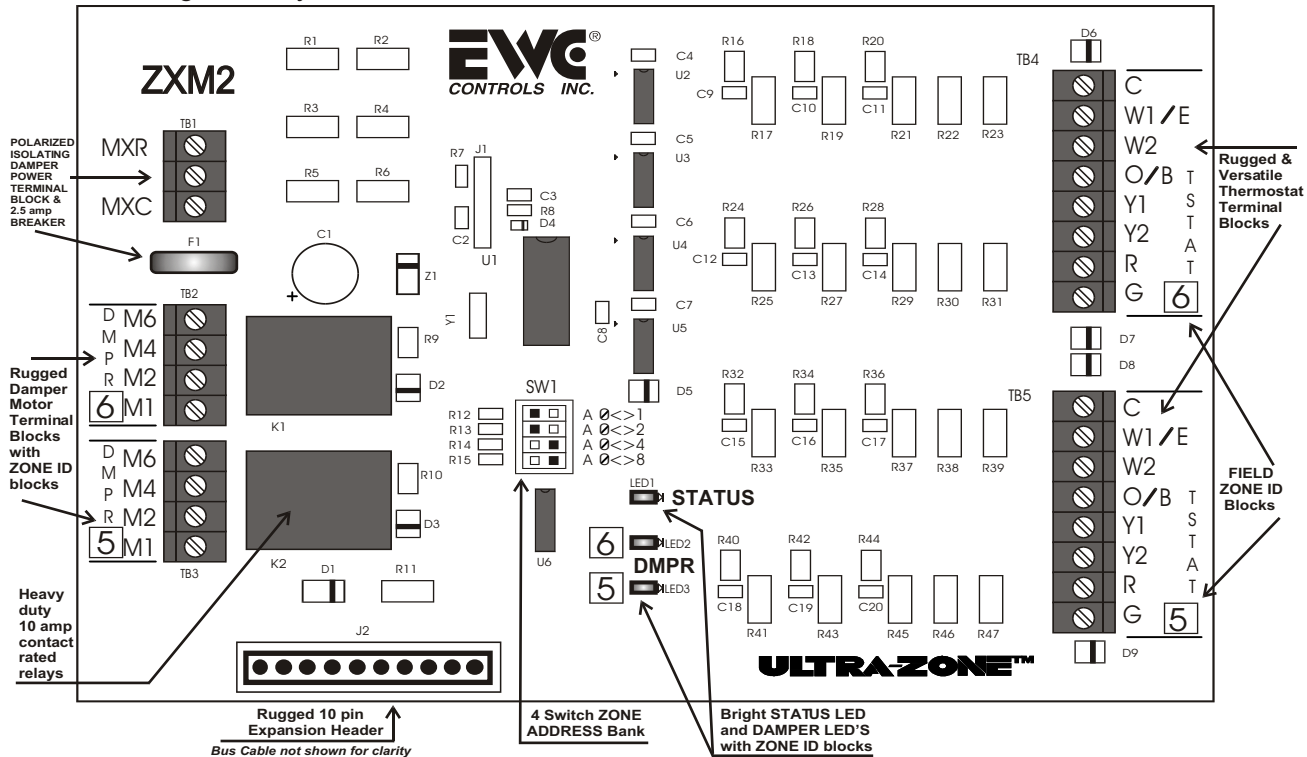 EWC®
CONTROLS INC.
ZXM2
TB1
MXR
MXC
POLARIZED
ISOLATING
DAMPER
POWER
TERMINAL
BLOCK &
2.5 amp
BREAKER
F1
R1
R2
R3
R4
R5
R6
C1
+
Z1
R7
J1
C2
U1
C3
R8
D4
Y1
C8
C4
U2
C5
U3
C6
U4
C7
U5
D5
R16
R18
R20
C9
C10
C11
R17
R19
R21
R22
R23
R24
R26
R28
C12
C13
C14
R25
R27
R29
R30
R31
R32
R34
R36
C15
C16
C17
R33
R35
R37
R38
R39
R40
R42
R44
C18
C19
C20
R41
R43
R45
R46
R47
D6
TB4
C
W1/E
W2
O/B
Y1
Y2
R
G
TSTAT
6
Rugged &
Versatile
Thermostat
Terminal
Blocks
D7
D8
TB5
C
W1/E
W2
O/B
Y1
Y2
R
G
TSTAT
5
FIELD
ZONE ID
Blocks
D9
TB2
DMPR
6
M6
M4
M2
M1
Rugged
Damper
Motor
Terminal
Blocks
with
ZONE ID
blocks
DMPR
5
M6
M4
M2
M1
TB3
K1
R9
D2
K2
R10
D3
D1
R11
Heavy
duty
10 amp
contact
rated
relays
SW1
R12
R13
R14
R15
A 0<>1
A 0<>2
A 0<>4
A 0<>8
U6
LED1
STATUS
6
LED2
DMPR
5
LED3
J2
ULTRA-ZONE™
Rugged 10 pin
Expansion Header
Bus Cable not shown for clarity
4 Switch ZONE
ADDRESS Bank
Bright STATUS LED
and DAMPER LED'S
with ZONE ID blocks